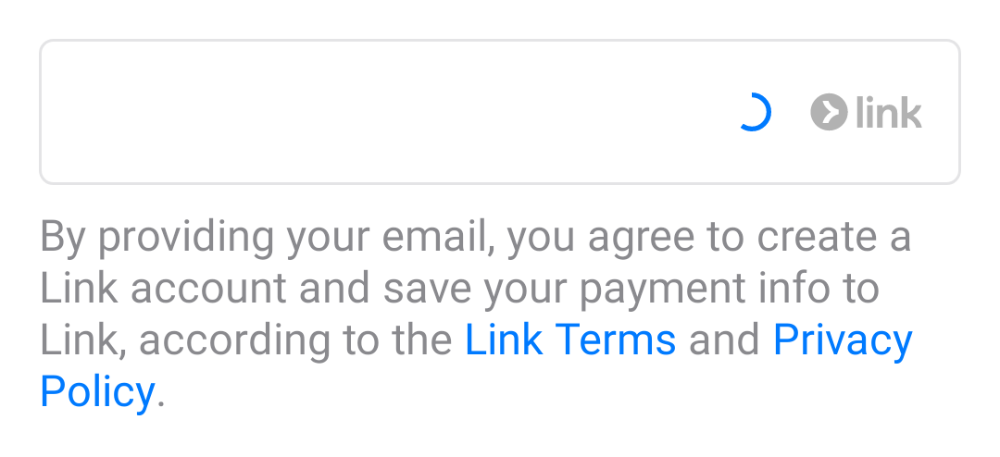 link
By providing your email, you agree to create a
Link account and save your payment info to
Link, according to the Link Terms and Privacy
Policy.